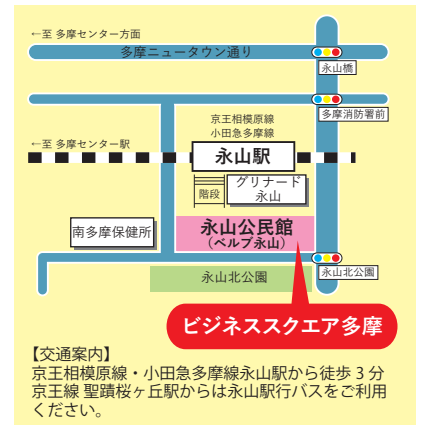 ←至 多摩センター方面
多摩ニュータウン通り
永山橋
多摩消防署前
京王相模原線
小田急多摩線
←至 多摩センター駅
永山駅
階段
グリナード
永山
南多摩保健所
永山公民館
（ベルブ永山）
永山北公園
永山北公園
ビジネススクエア多摩
【交通案内】
京王相模原線・小田急多摩線永山駅から徒歩 3 分
京王線 聖蹟桜ヶ丘駅からは永山駅行バスをご利用
ください。